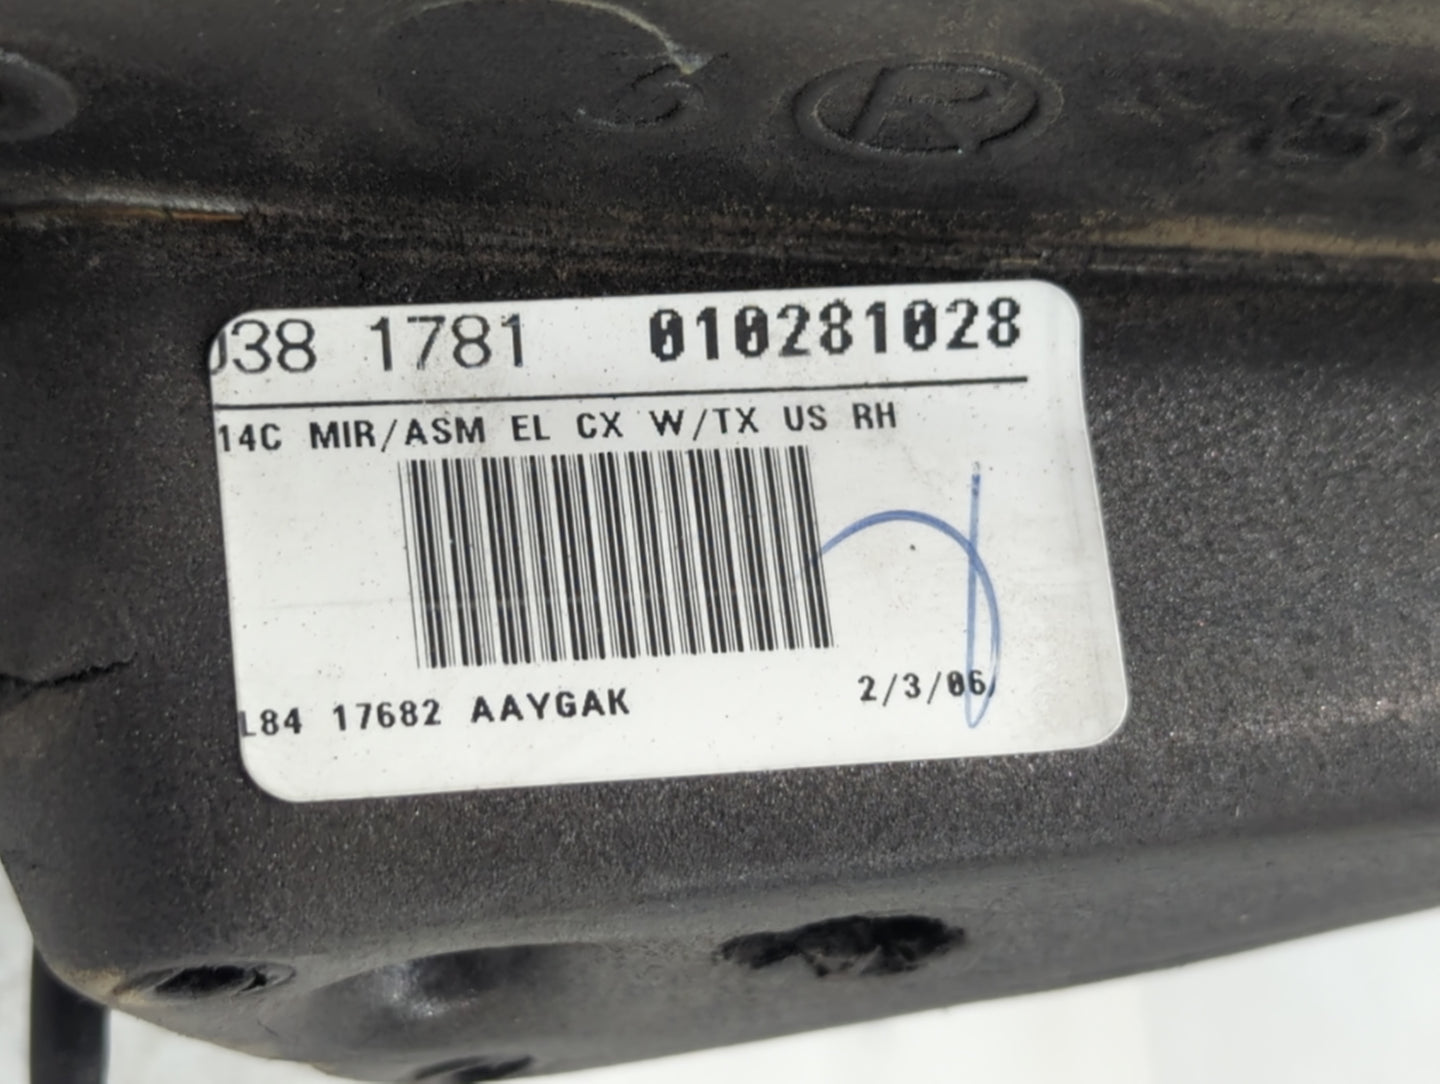 R
038 1781 010281028
14C MIR/ASM EL CX W/TX US RH
L84 17682 AAYGAK 2/3/06